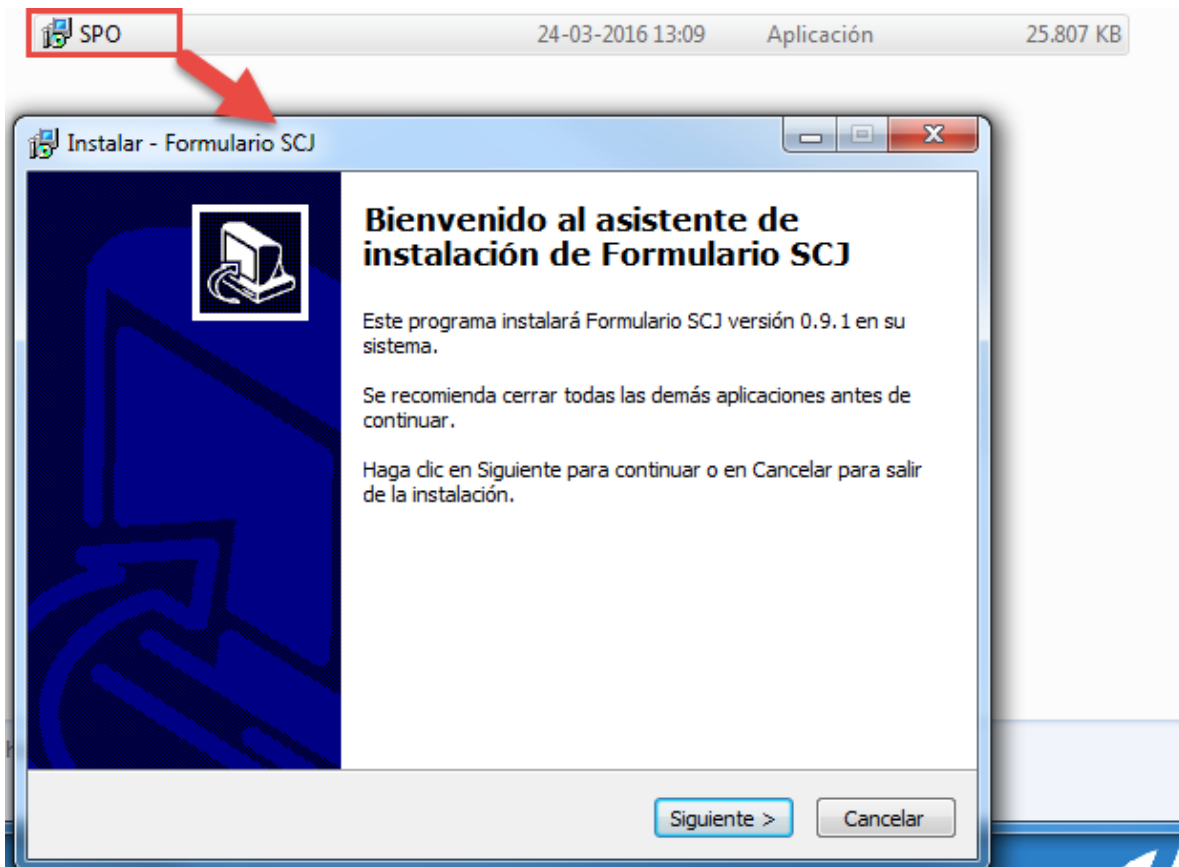 SPO 24-03-2016 13:09 Aplicación 25.807 KB
Instalar - Formulario SCJ
Bienvenido al asistente de
instalación de Formulario SCJ
Este programa instalará Formulario SCJ versión 0.9.1 en su
sistema.
Se recomienda cerrar todas las demás aplicaciones antes de
continuar.
Haga clic en Siguiente para continuar o en Cancelar para salir
de la instalación.
Siguiente > Cancelar